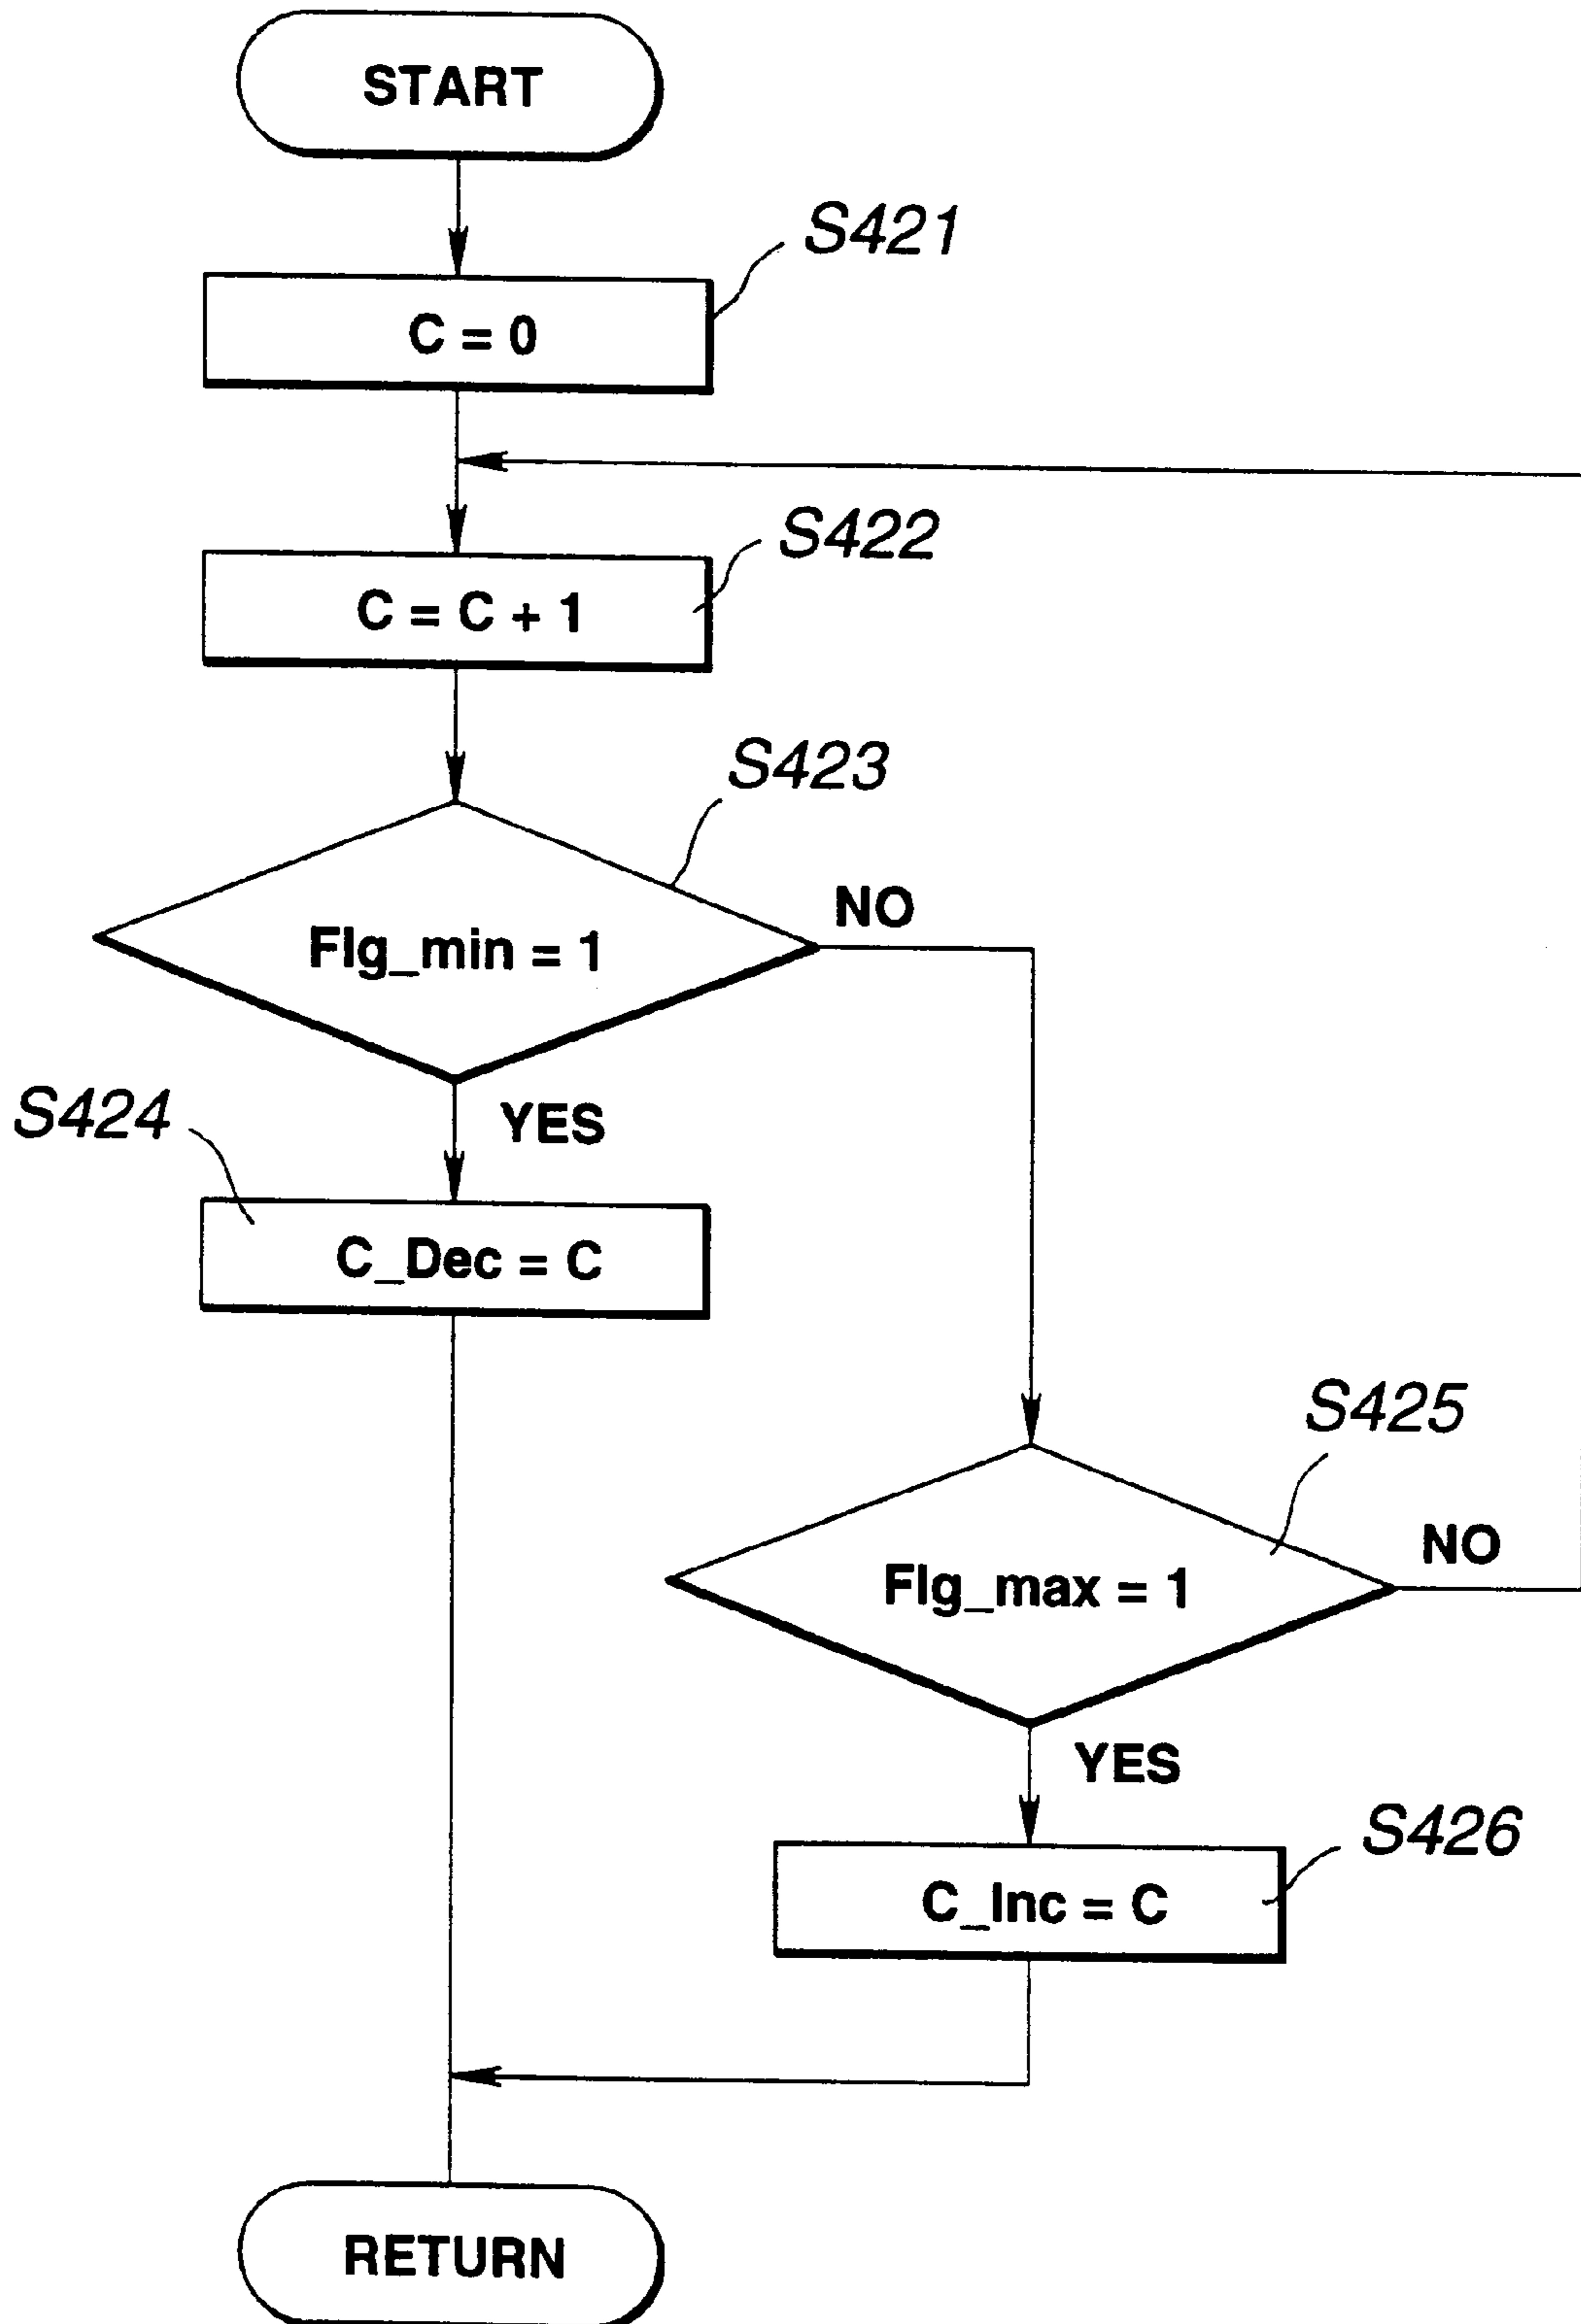 START
S421
C = 0
S422
C = C + 1
S423
NO
Flg_min = 1
S424
YES
C_Dec = C
S425
NO
Flg_max = 1
YES
S426
C_Inc = C
RETURN